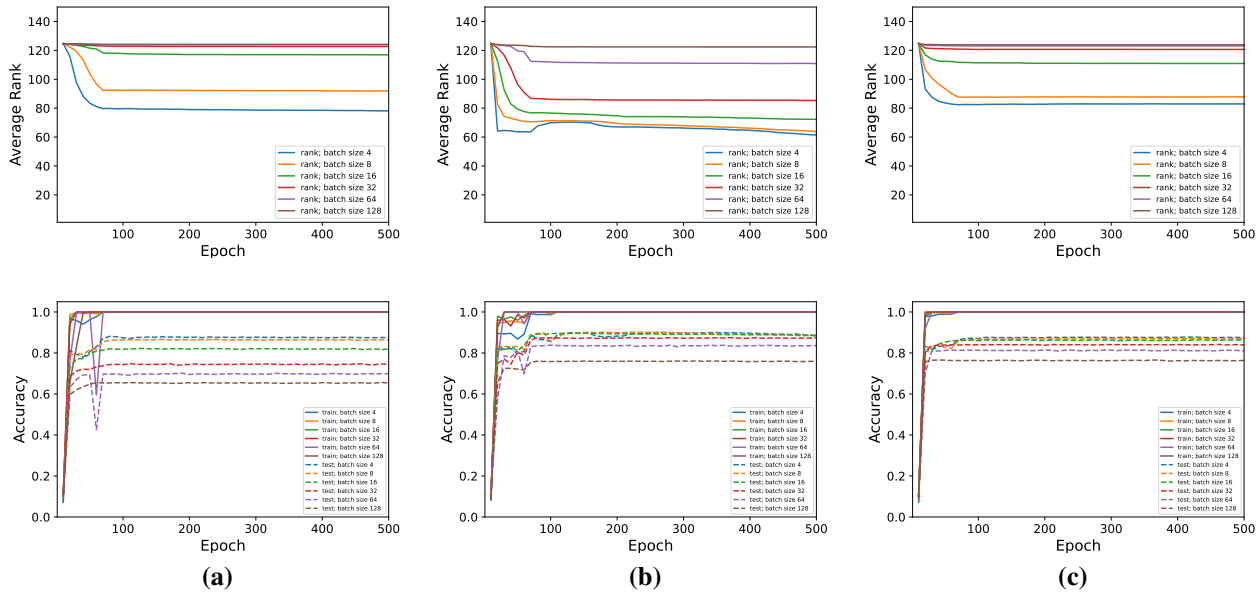 140
120
100
80
60
40
20
Average Rank
rank; batch size 4
rank; batch size 8
rank; batch size 16
rank; batch size 32
rank; batch size 64
rank; batch size 128
100 200 300 400 500
Epoch
140
120
100
80
60
40
20
Average Rank
rank; batch size 4
rank; batch size 8
rank; batch size 16
rank; batch size 32
rank; batch size 64
rank; batch size 128
100 200 300 400 500
Epoch
140
120
100
80
60
40
20
Average Rank
rank; batch size 4
rank; batch size 8
rank; batch size 16
rank; batch size 32
rank; batch size 64
rank; batch size 128
100 200 300 400 500
Epoch
1.0
0.8
0.6
0.4
0.2
0.0
Accuracy
train; batch size 4
train; batch size 8
train; batch size 16
train; batch size 32
train; batch size 64
train; batch size 128
test; batch size 4
test; batch size 8
test; batch size 16
test; batch size 32
test; batch size 64
test; batch size 128
100 200 300 400 500
Epoch
(a)
1.0
0.8
0.6
0.4
0.2
0.0
Accuracy
train; batch size 4
train; batch size 8
train; batch size 16
train; batch size 32
train; batch size 64
train; batch size 128
test; batch size 4
test; batch size 8
test; batch size 16
test; batch size 32
test; batch size 64
test; batch size 128
100 200 300 400 500
Epoch
(b)
1.0
0.8
0.6
0.4
0.2
0.0
Accuracy
train; batch size 4
train; batch size 8
train; batch size 16
train; batch size 32
train; batch size 64
train; batch size 128
test; batch size 4
test; batch size 8
test; batch size 16
test; batch size 32
test; batch size 64
test; batch size 128
100 200 300 400 500
Epoch
(c)